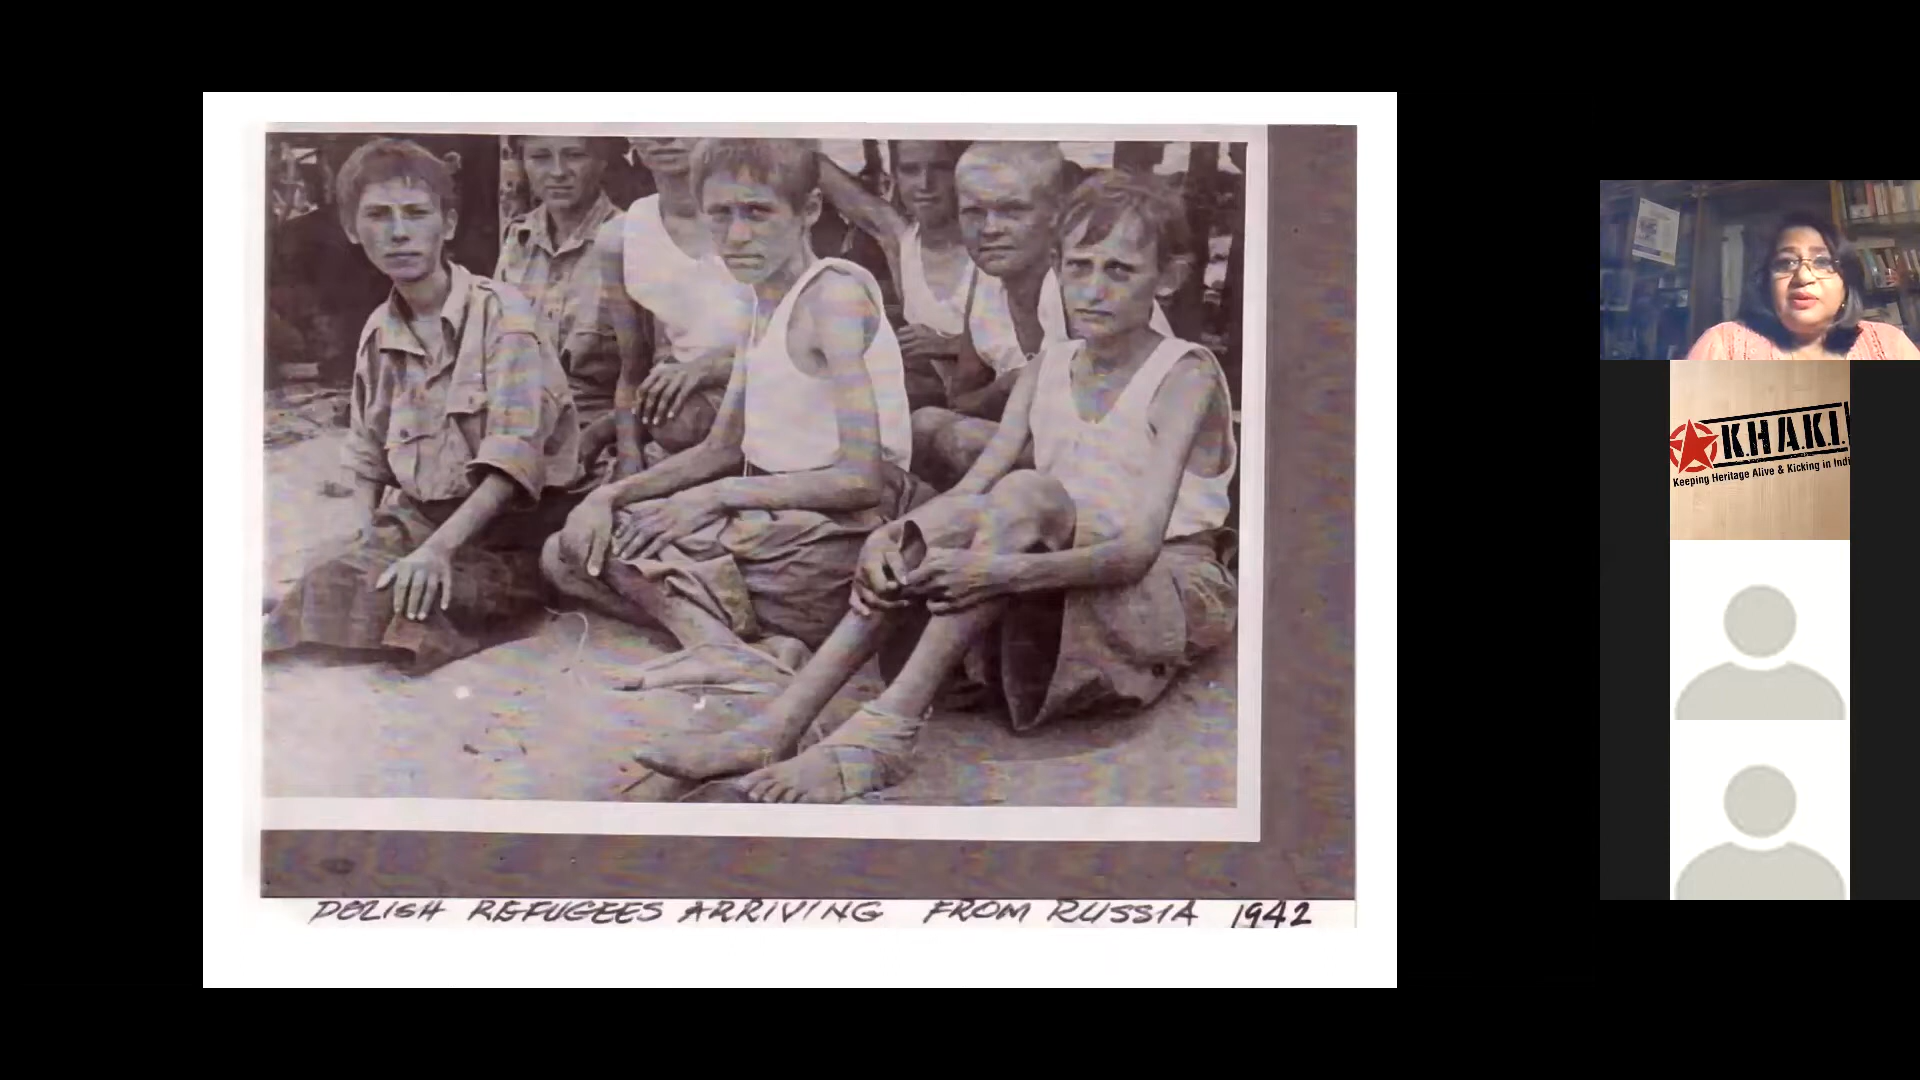 POLISH REFUGEES ARRIVING FROM RUSSIA 1942
K.H.A.K.I.
Keeping Heritage Alive & Kicking in Indi